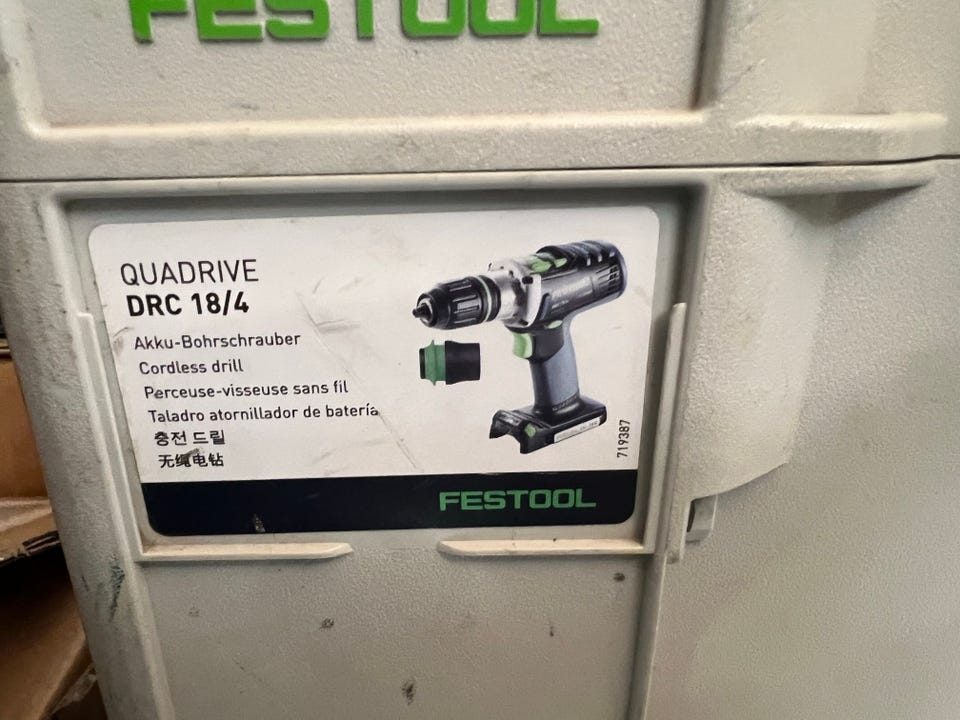 FESTOOL
QUADRIVE
DRC 18/4
Akku-Bohrschrauber
Cordless drill
Perceuse-visseuse sans fil
Taladro atornillador de batería
충전 드릴
无绳电钻
719387
FESTOOL